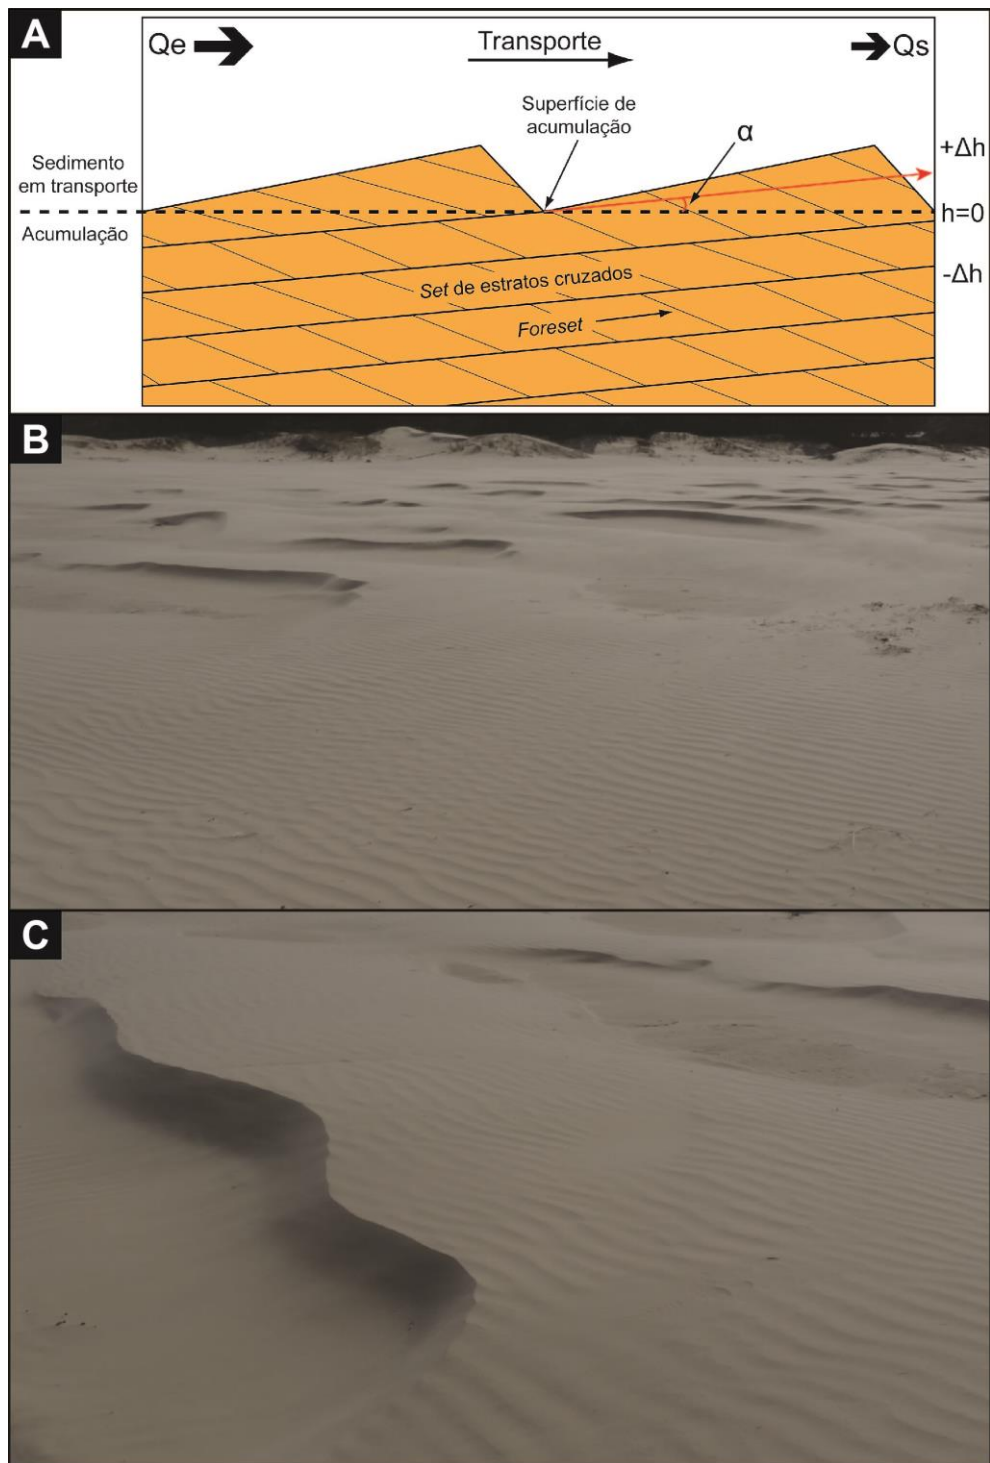 A
Qe
Transporte
Qs
Superfície de
acumulação
α
+Δh
Sedimento
em transporte
h=0
Acumulação
-Δh
Set de estratos cruzados
Foreset
B
C